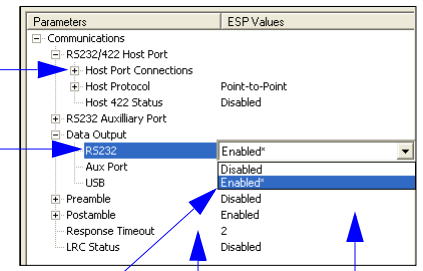 Parameters ESP Values
Communications
RS232/422 Host Port
Host Port Connections
Host Protocol Point-to-Point
Host 422 Status Disabled
RS232 Auxilliary Port
Data Output
RS232 Enabled*
Aux Port Disabled
USB Enabled*
Preamble Disabled
Postamble Enabled
Response Timeout 2
LRC Status Disabled